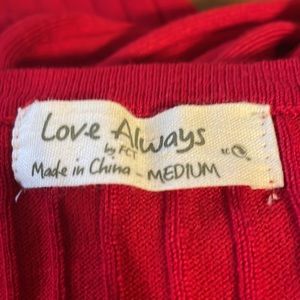 Love Always
by FCT
Made in China - MEDIUM